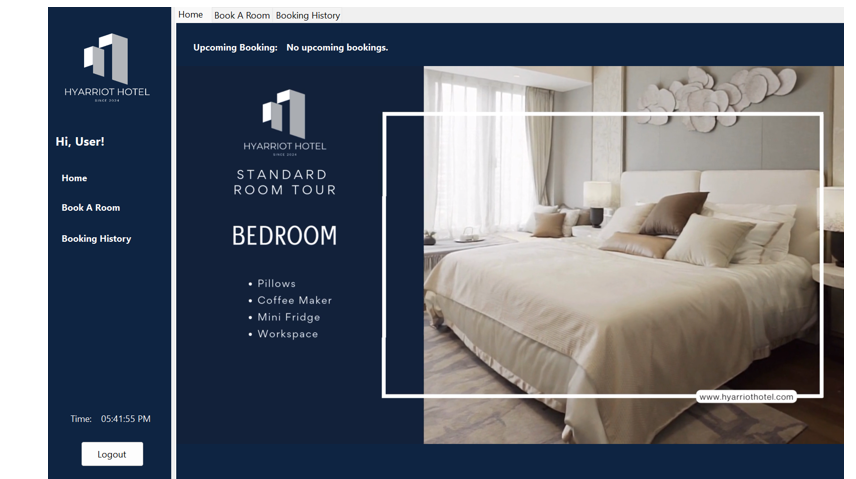 HYARRIOT HOTEL
SINCE 2024
Hi, User!
Home
Book A Room
Booking History
Time: 05:41:55 PM
Logout
Home Book A Room Booking History
Upcoming Booking: No upcoming bookings.
HYARRIOT HOTEL
SINCE 2024
STANDARD
ROOM TOUR
BEDROOM
• Pillows
• Coffee Maker
• Mini Fridge
• Workspace
www.hyarriothotel.com